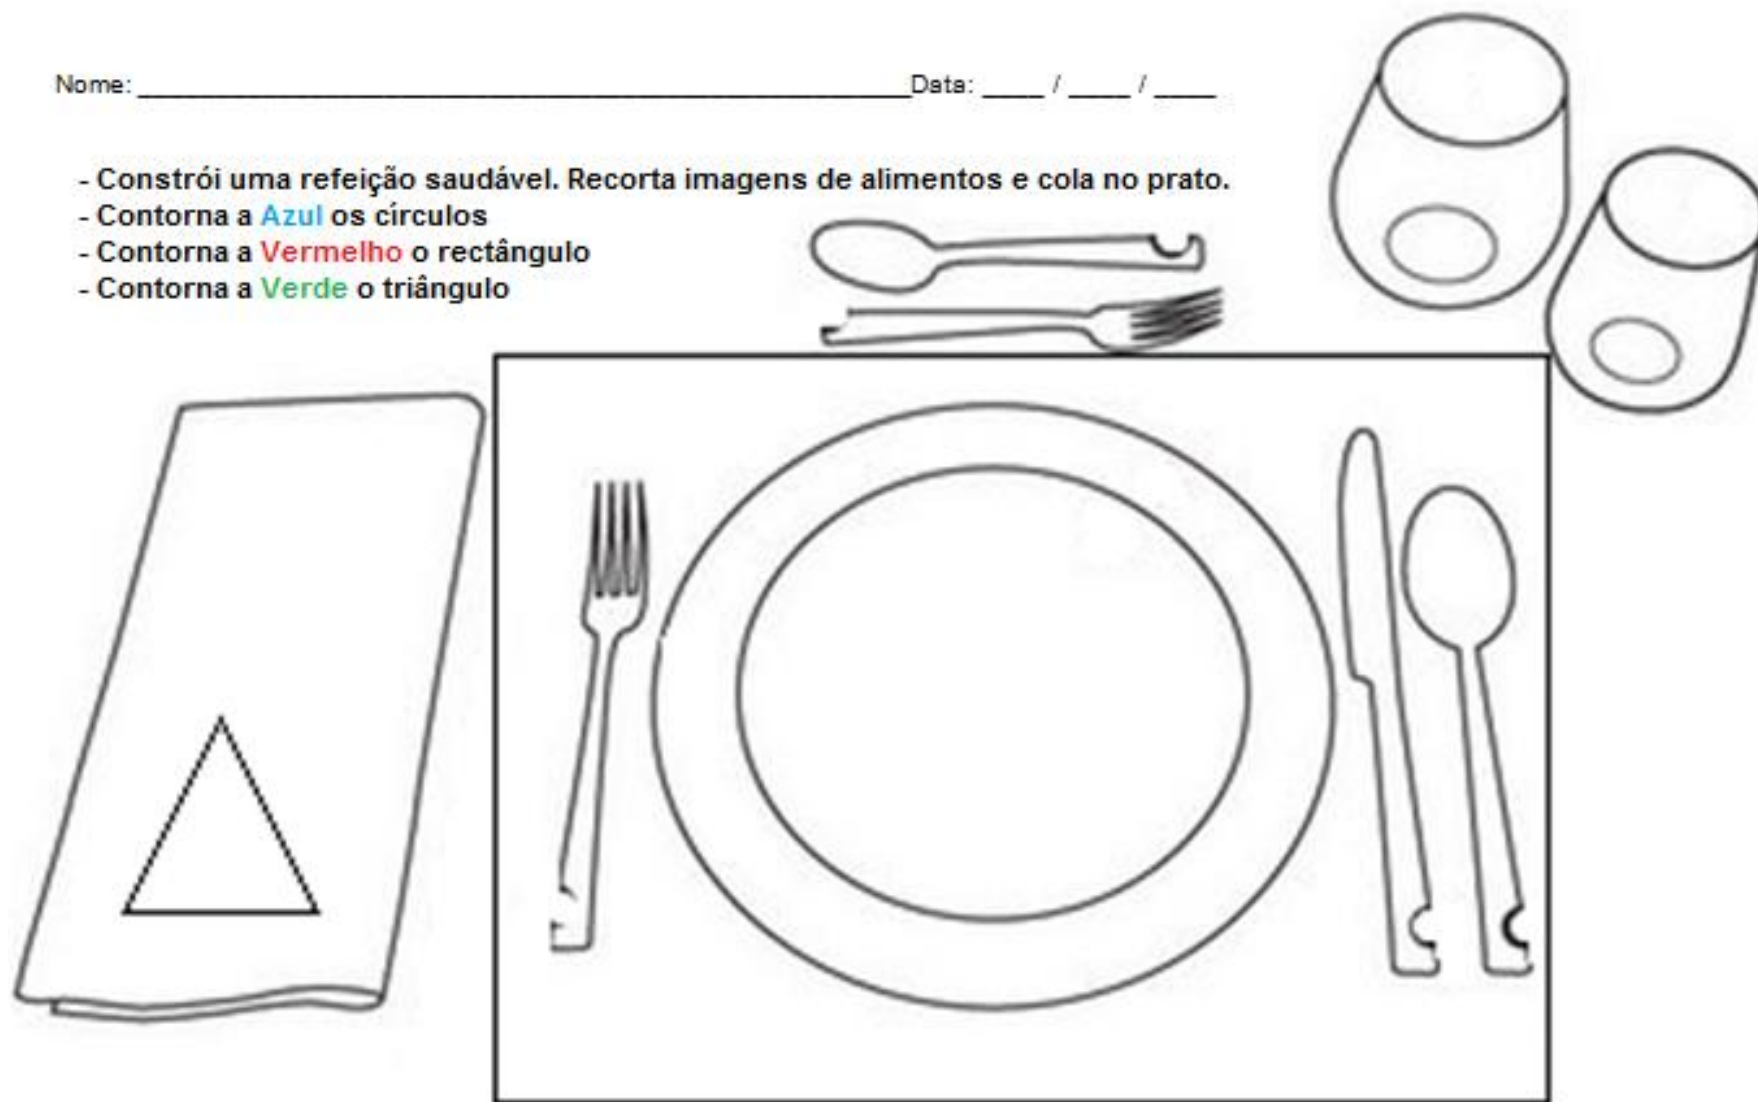 Nome: ____________________ Data: ____ / ____ / ____
- Constrói uma refeição saudável. Recorta imagens de alimentos e cola no prato.
- Contorna a Azul os círculos
- Contorna a Vermelho o rectângulo
- Contorna a Verde o triângulo